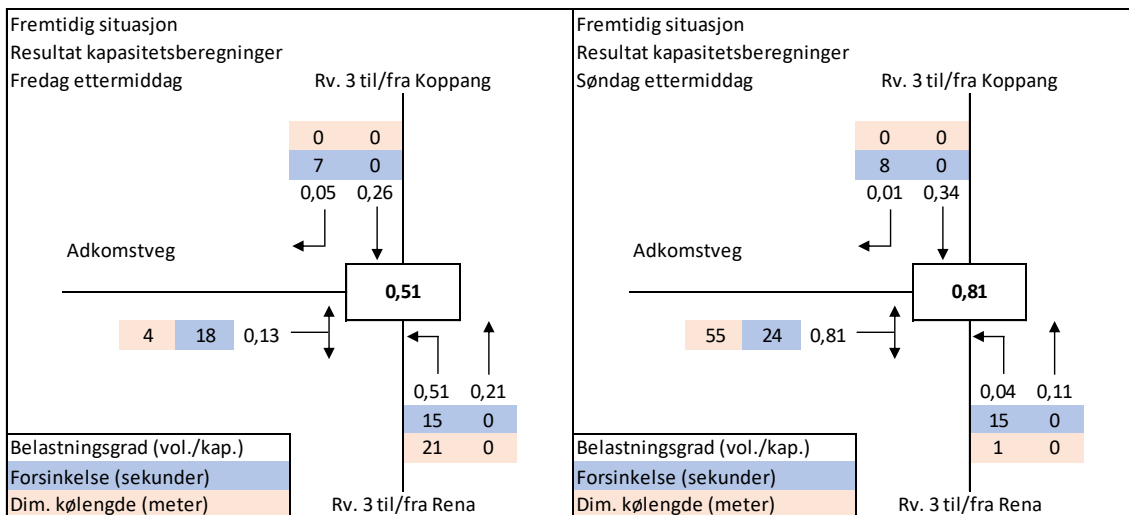 Fremtidig situasjon
Resultat kapasitetsberegninger
Fredag ettermiddag
Rv. 3 til/fra Koppang
0 0
7 0
0,05 0,26
Adkomstveg
0,51
4 18 0,13
0,51 0,21
15 0
21 0
Belastningsgrad (vol./kap.)
Forsinkelse (sekunder)
Dim. kølengde (meter)
Rv. 3 til/fra Rena
Fremtidig situasjon
Resultat kapasitetsberegninger
Søndag ettermiddag
Rv. 3 til/fra Koppang
0 0
8 0
0,01 0,34
Adkomstveg
0,81
55 24 0,81
0,04 0,11
15 0
1 0
Belastningsgrad (vol./kap.)
Forsinkelse (sekunder)
Dim. kølengde (meter)
Rv. 3 til/fra Rena